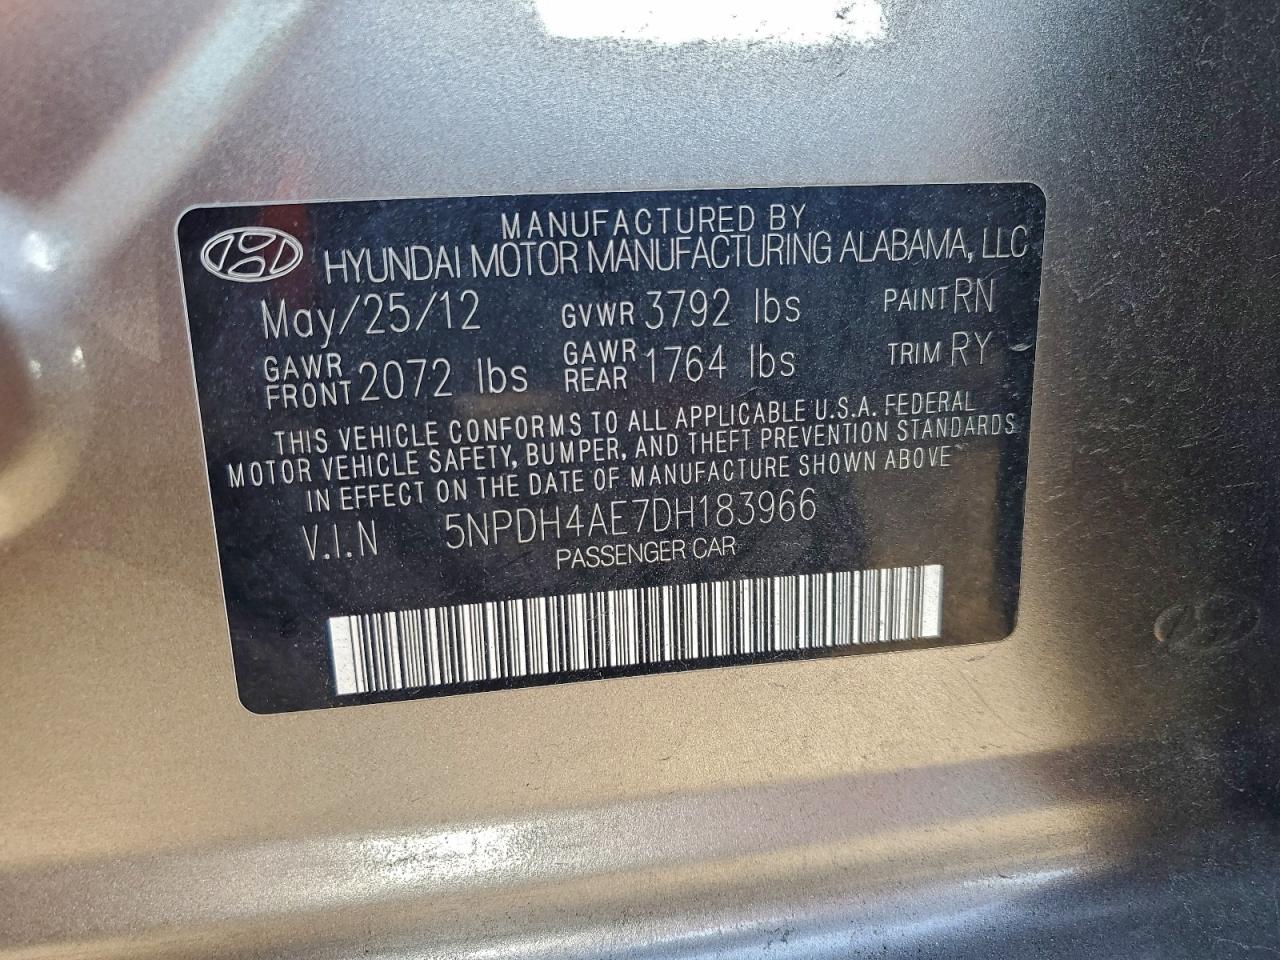 MANUFACTURED BY
HYUNDAI MOTOR MANUFACTURING ALABAMA, LLC
May/25/12 GVWR 3792 lbs PAINT RN
GAWR FRONT 2072 lbs GAWR REAR 1764 lbs TRIM RY
THIS VEHICLE CONFORMS TO ALL APPLICABLE U.S.A. FEDERAL
MOTOR VEHICLE SAFETY, BUMPER, AND THEFT PREVENTION STANDARDS
IN EFFECT ON THE DATE OF MANUFACTURE SHOWN ABOVE
V.I.N 5NPDH4AE7DH183966
PASSENGER CAR